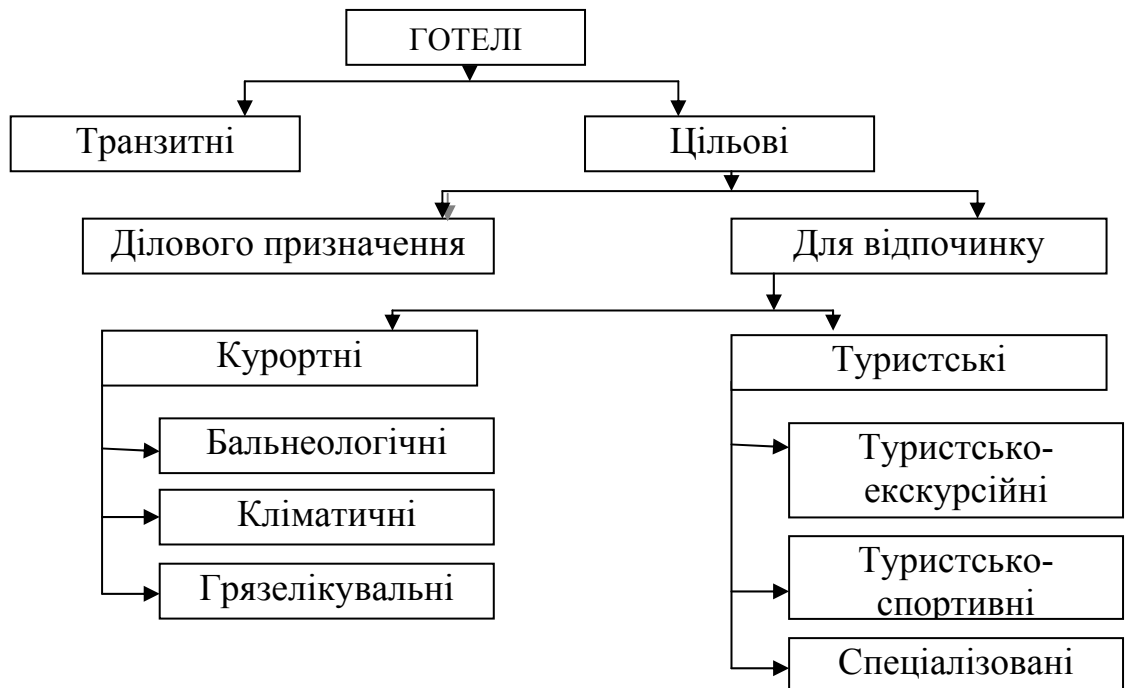 ГОТЕЛІ
Транзитні
Цільові
Ділового призначення
Для відпочинку
Курортні
Туристські
Бальнеологічні
Кліматичні
Грязелікувальні
Туристсько-
екскурсійні
Туристсько-
спортивні
Спеціалізовані